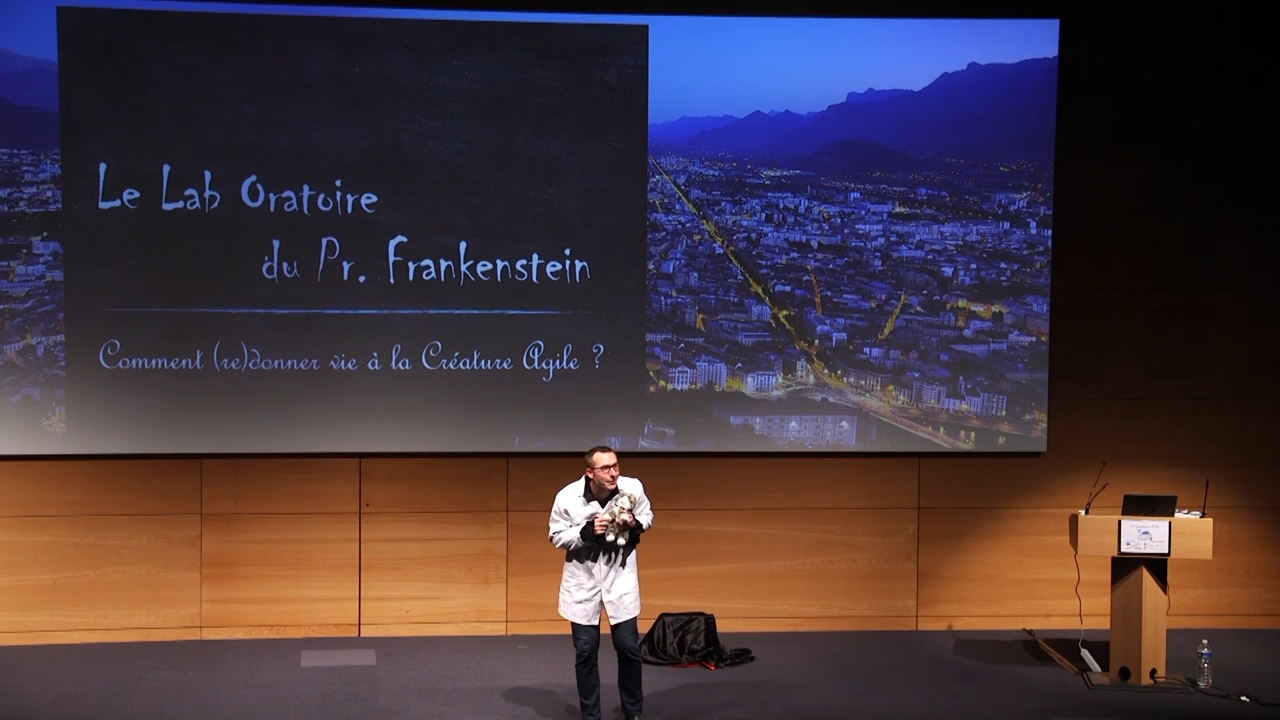 Le Lab Oratoire
du Pr. Frankenstein
Comment (re)donner vie à la Créature Agile ?